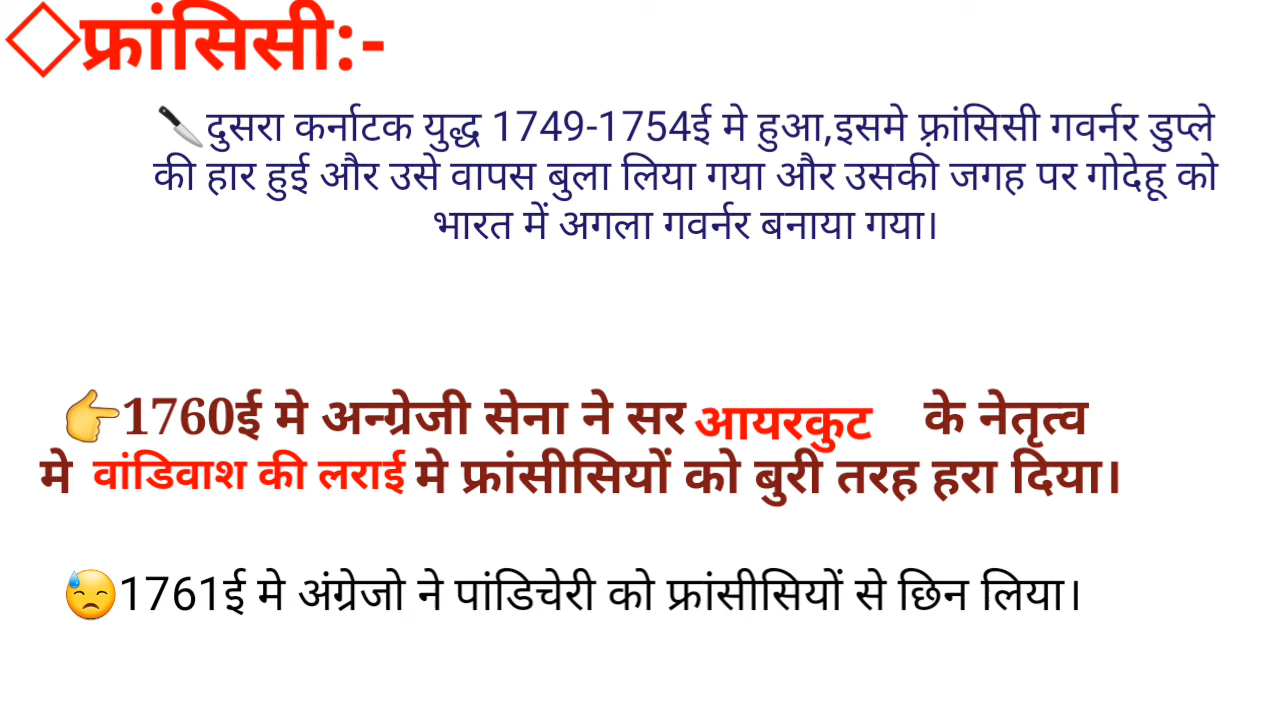 ◇फ्रांसिसी:-
🔪दुसरा कर्नाटक युद्ध 1749-1754ई मे हुआ,इसमे फ़्रांसिसी गवर्नर डुप्ले
की हार हुई और उसे वापस बुला लिया गया और उसकी जगह पर गोदेहू को
भारत में अगला गवर्नर बनाया गया।
👉1760ई मे अन्ग्रेजी सेना ने सर आयरकुट के नेतृत्व
मे वांडिवाश की लराई मे फ्रांसीसियों को बुरी तरह हरा दिया।
😓1761ई मे अंग्रेजो ने पांडिचेरी को फ्रांसीसियों से छिन लिया।